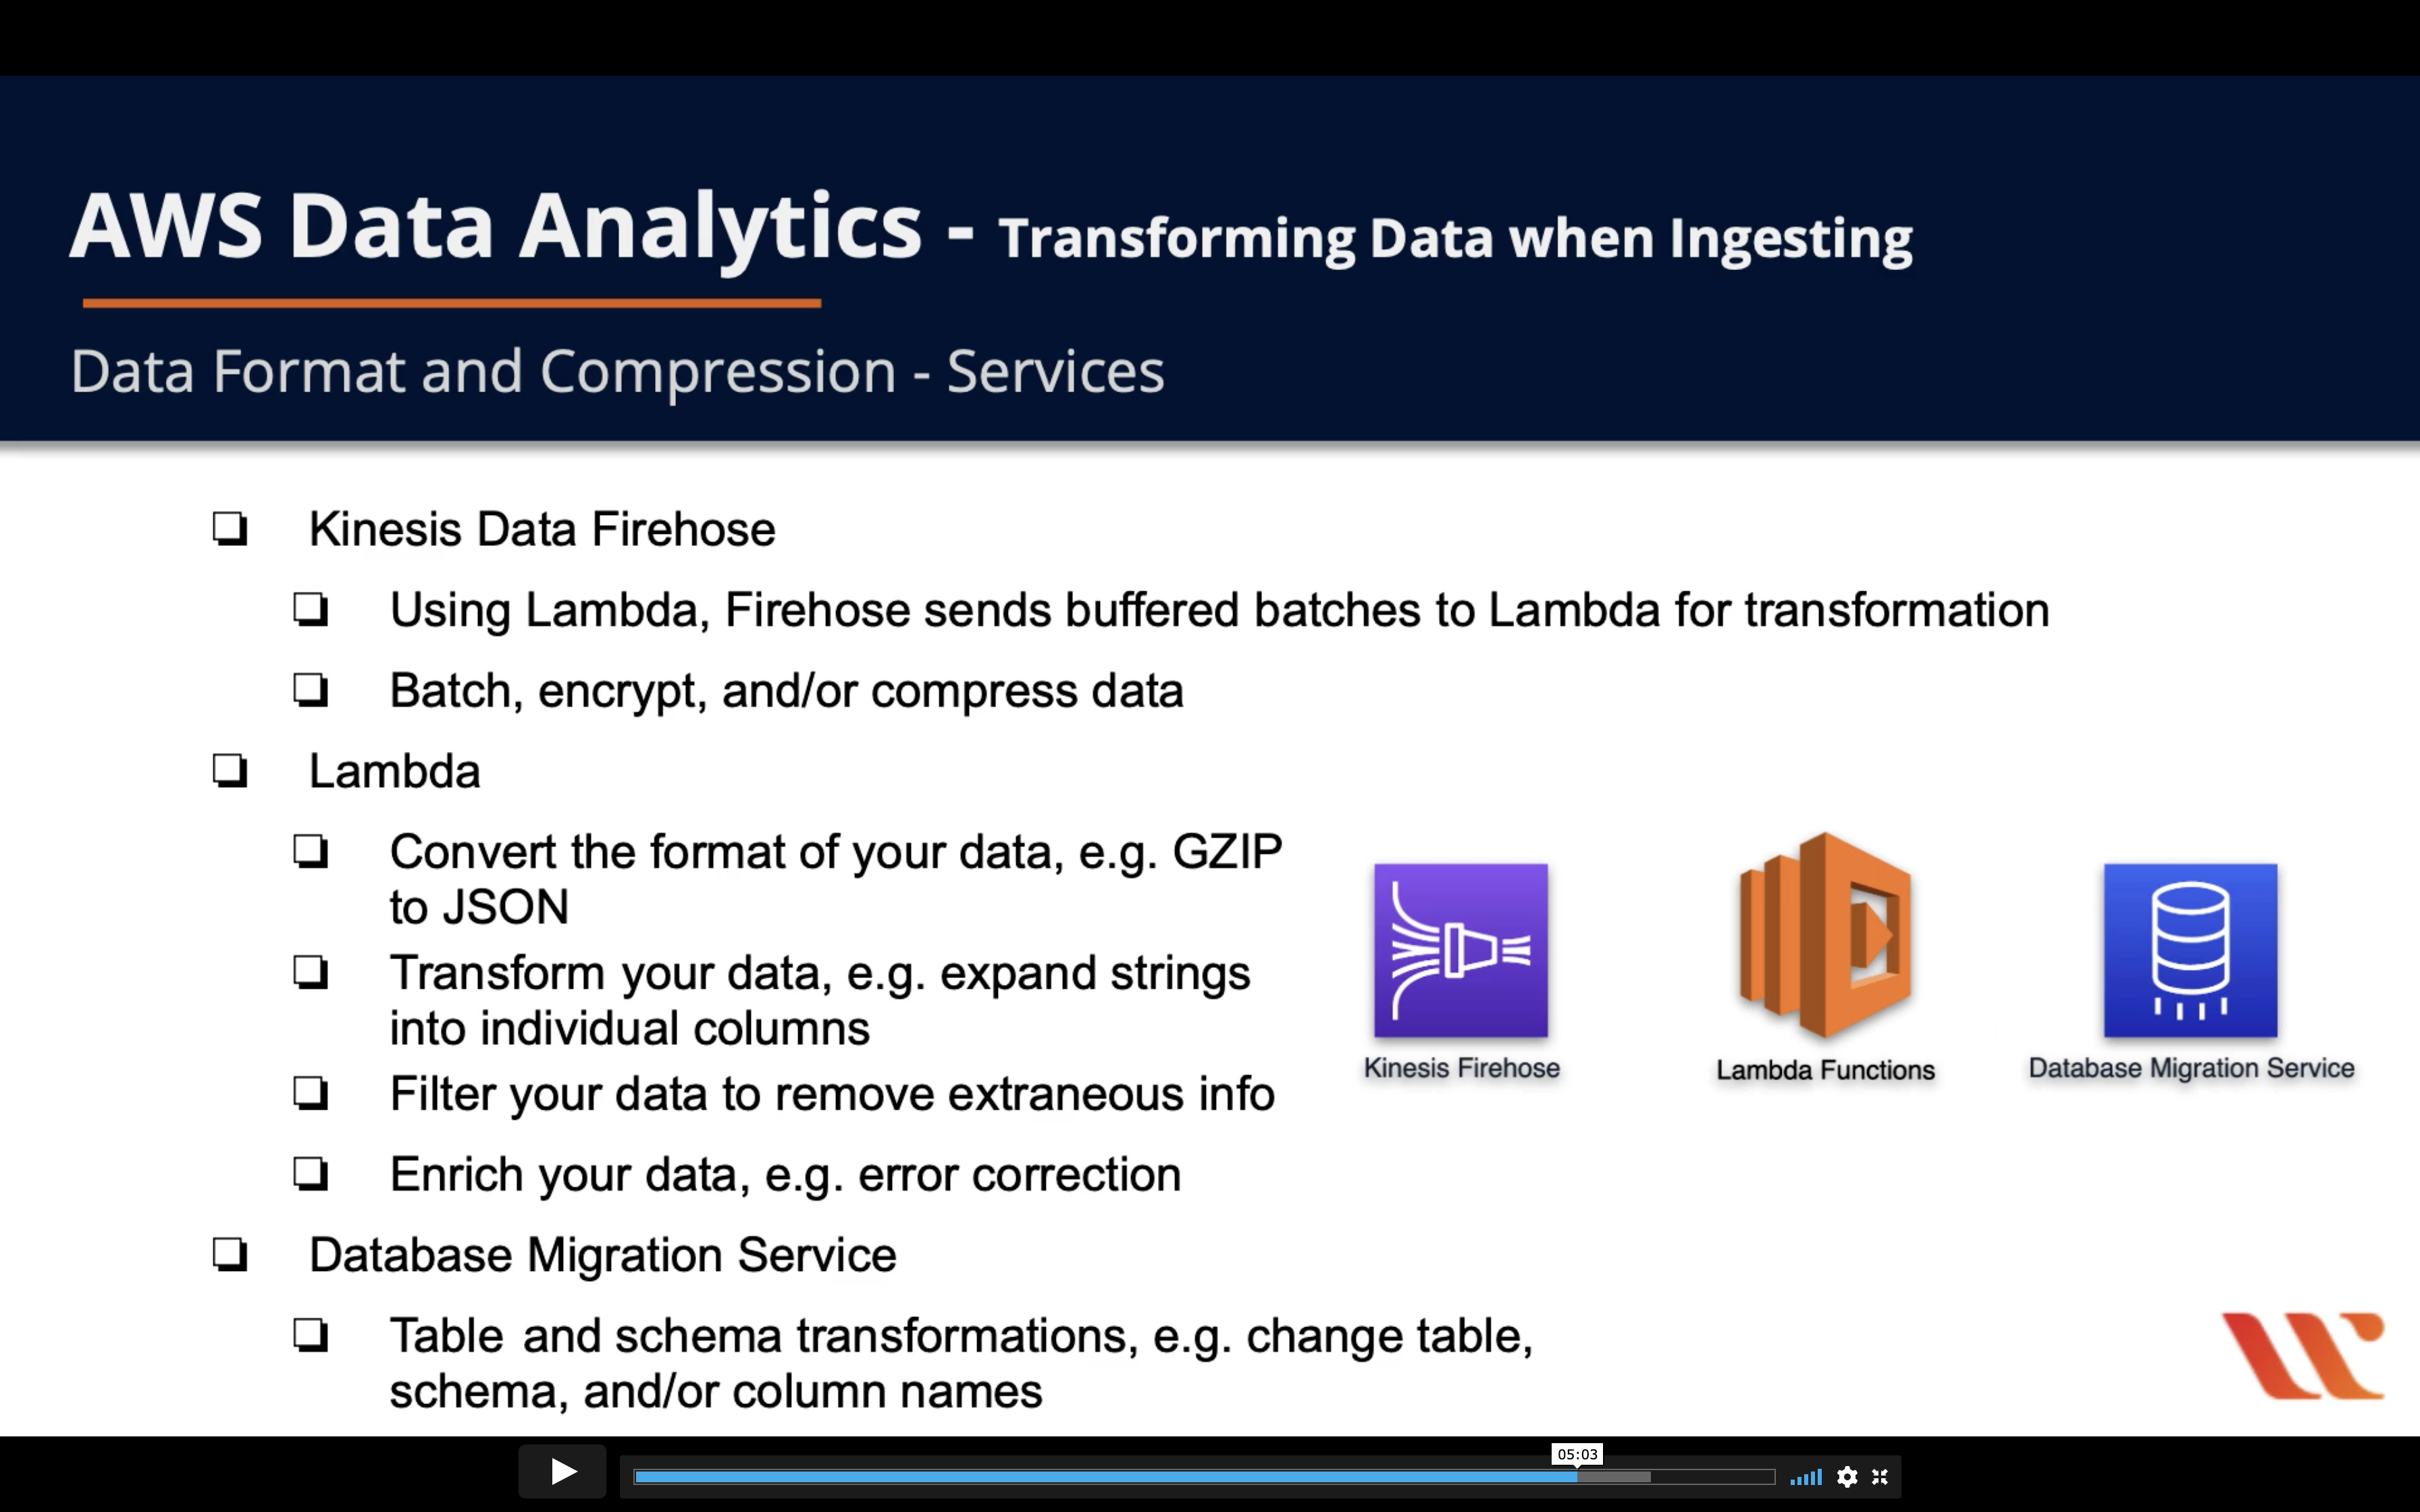 AWS Data Analytics - Transforming Data when Ingesting
Data Format and Compression - Services
Kinesis Data Firehose
Using Lambda, Firehose sends buffered batches to Lambda for transformation
Batch, encrypt, and/or compress data
Lambda
Convert the format of your data, e.g. GZIP
to JSON
Transform your data, e.g. expand strings
into individual columns
Filter your data to remove extraneous info
Enrich your data, e.g. error correction
Kinesis Firehose
Lambda Functions
Database Migration Service
Database Migration Service
Table and schema transformations, e.g. change table,
schema, and/or column names
05:03